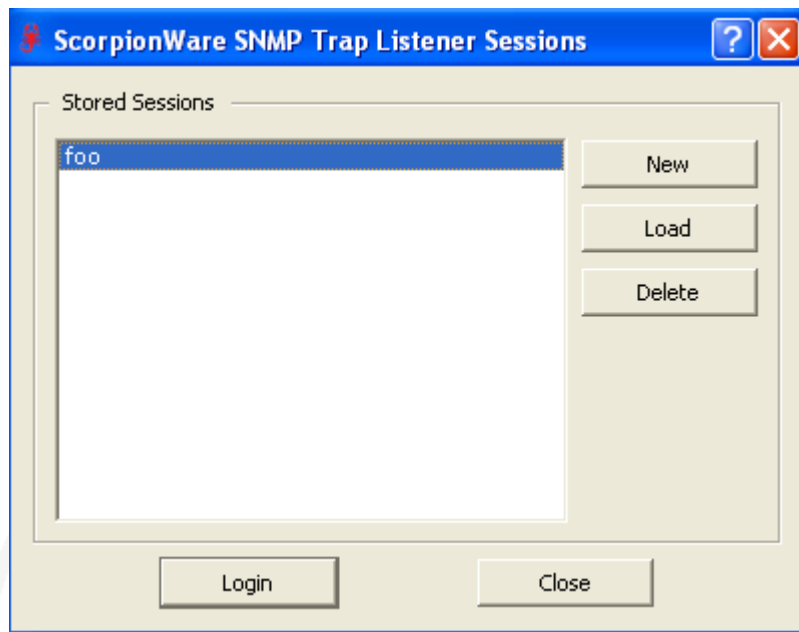 ScorpionWare SNMP Trap Listener Sessions
?
Stored Sessions
foo
New
Load
Delete
Login
Close